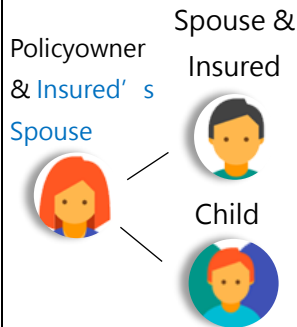 Policyowner
& Insured’s
Spouse
Spouse &
Insured
Child